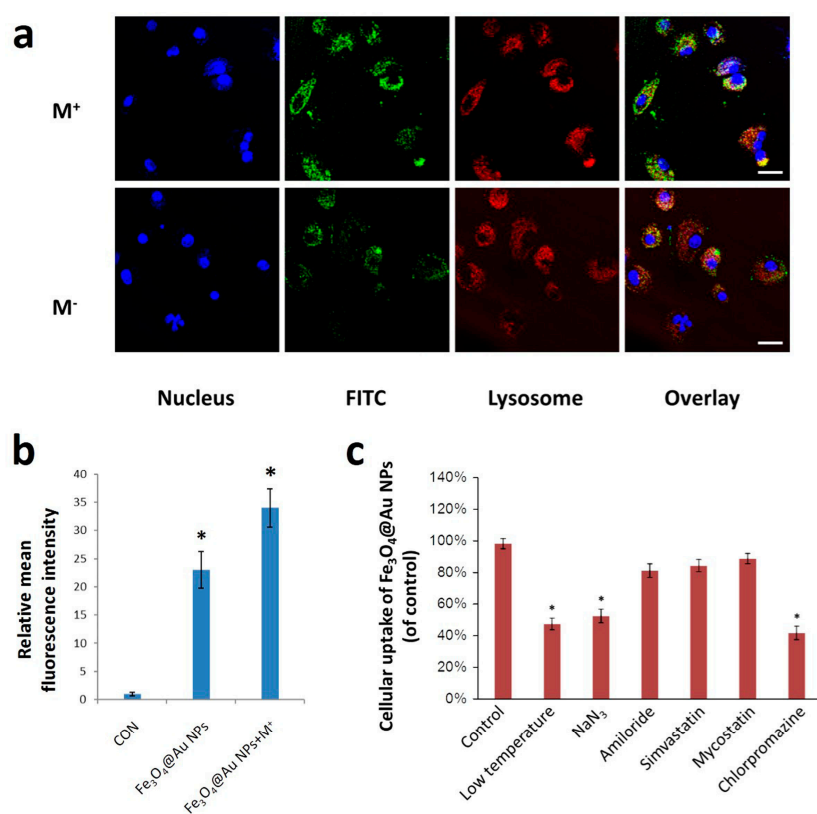 a
M⁺
M⁻
Nucleus FITC Lysosome Overlay
b
Relative mean
fluorescence intensity
40
35
30
25
20
15
10
5
0
*
*
CON
Fe₃O₄@Au NPs
Fe₃O₄@Au NPs+M⁺
c
Cellular uptake of Fe₃O₄@Au NPs
(of control)
140%
120%
100%
80%
60%
40%
20%
0%
*
*
*
Control
Low temperature
NaN₃
Amiloride
Simvastatin
Mycostatin
Chlorpromazine